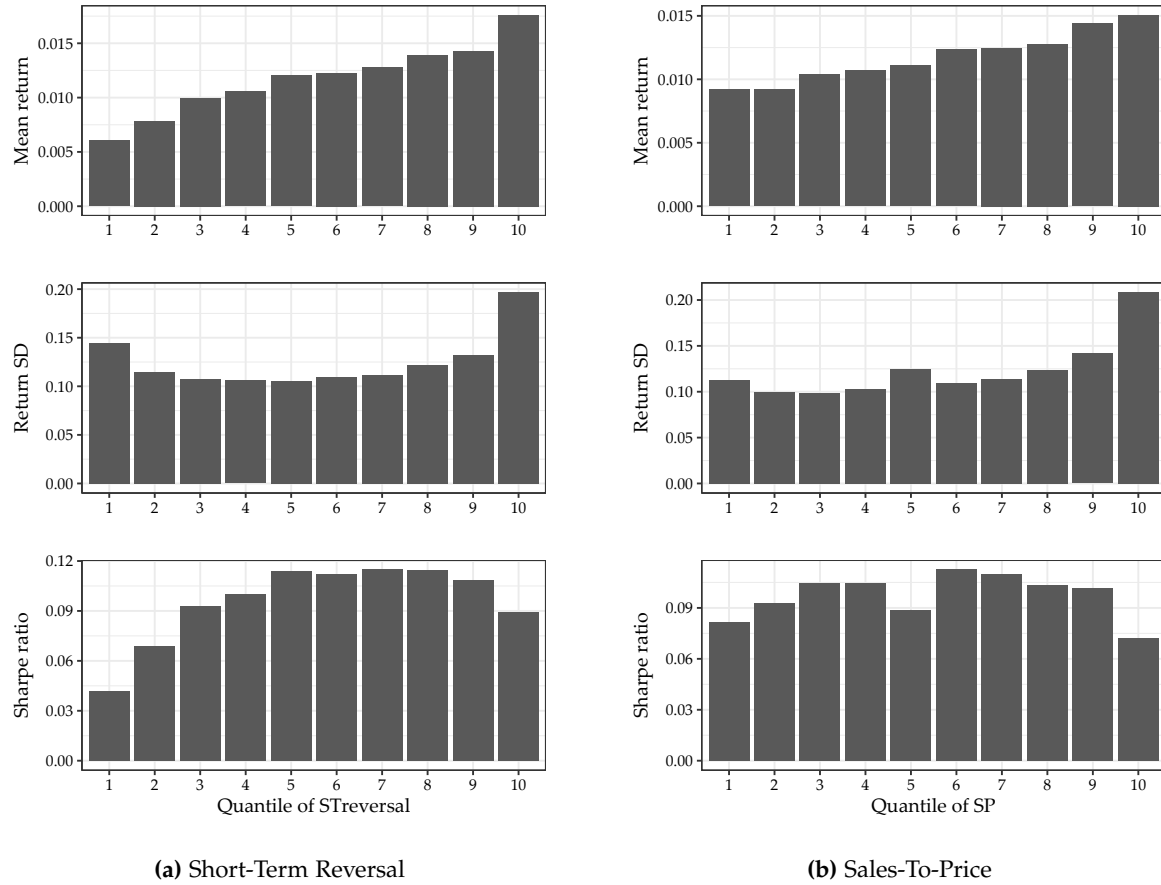 Mean return
0.015
0.010
0.005
0.000
1 2 3 4 5 6 7 8 9 10
Return SD
0.20
0.15
0.10
0.05
0.00
1 2 3 4 5 6 7 8 9 10
Sharpe ratio
0.12
0.09
0.06
0.03
0.00
1 2 3 4 5 6 7 8 9 10
Quantile of STreversal
(a) Short-Term Reversal
Mean return
0.015
0.010
0.005
0.000
1 2 3 4 5 6 7 8 9 10
Return SD
0.20
0.15
0.10
0.05
0.00
1 2 3 4 5 6 7 8 9 10
Sharpe ratio
0.09
0.06
0.03
0.00
1 2 3 4 5 6 7 8 9 10
Quantile of SP
(b) Sales-To-Price